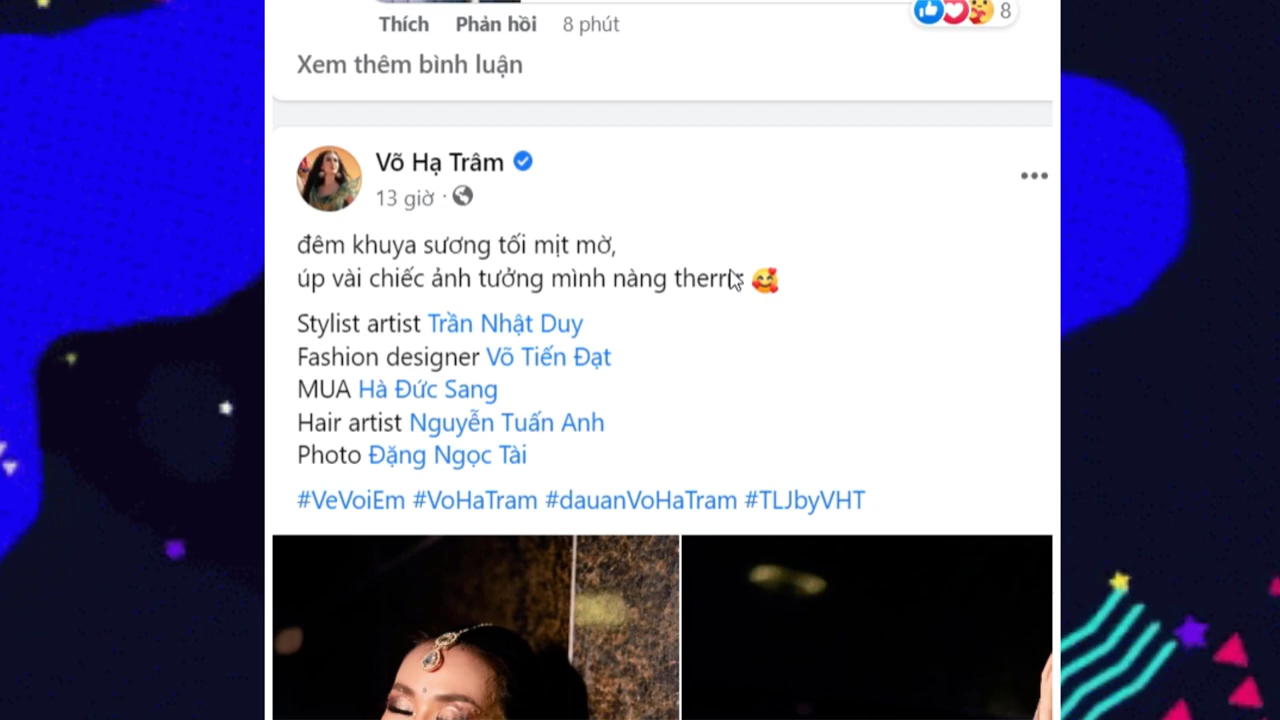 Thích Phản hồi 8 phút 8
Xem thêm bình luận
Võ Hạ Trâm
13 giờ ·
đêm khuya sương tối mịt mờ,
úp vài chiếc ảnh tưởng mình nàng 🥰
Stylist artist Trần Nhật Duy
Fashion designer Võ Tiến Đạt
MUA Hà Đức Sang
Hair artist Nguyễn Tuấn Anh
Photo Đặng Ngọc Tài
#VeVoiEm #VoHaTram #dauanVoHaTram #TLJbyVHT